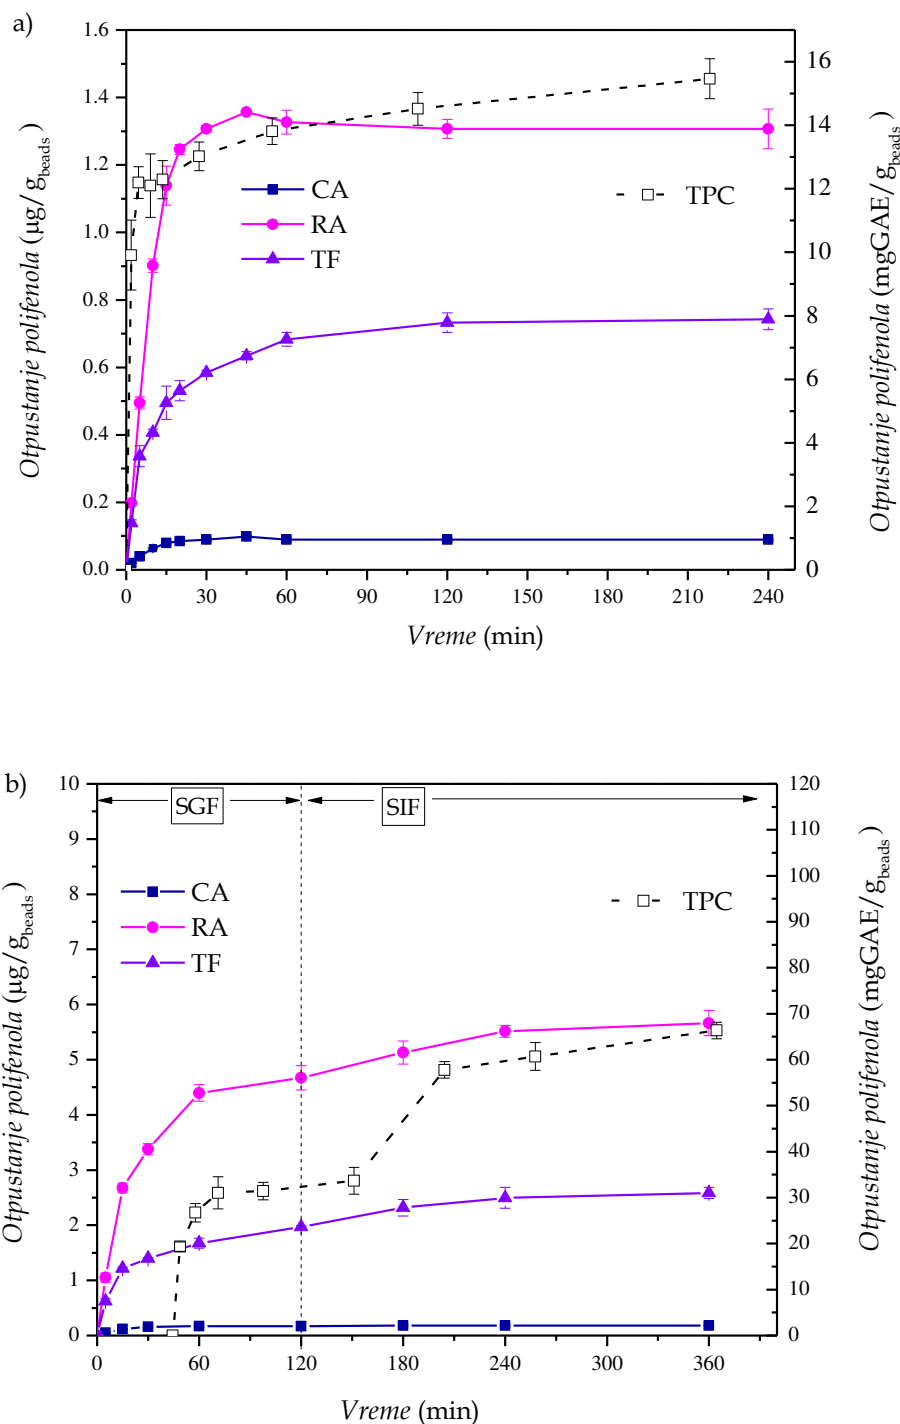 a)
1.6
1.4
1.2
1.0
0.8
0.6
0.4
0.2
0.0
Otpustanje polifenola (µg/g_beads)
CA
RA
TF
TPC
16
14
12
10
8
6
4
2
0
Otpustanje polifenola (mgGAE/g_beads)
0 30 60 90 120 150 180 210 240
Vreme (min)
b)
10
9
8
7
6
5
4
3
2
1
0
Otpustanje polifenola (µg/g_beads)
SGF SIF
CA
RA
TF
TPC
120
110
100
90
80
70
60
50
40
30
20
10
0
Otpustanje polifenola (mgGAE/g_beads)
0 60 120 180 240 300 360
Vreme (min)